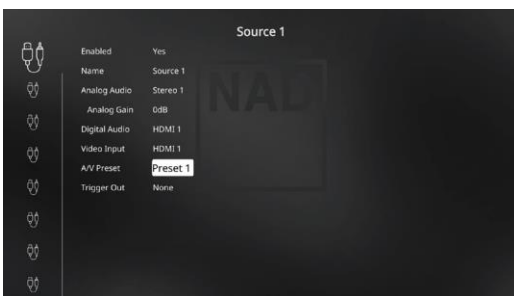 Source 1
Enabled Yes
Name Source 1
Analog Audio Stereo 1
Analog Gain 0dB
Digital Audio HDMI 1
Video Input HDMI 1
A/V Preset Preset 1
Trigger Out None
NAD